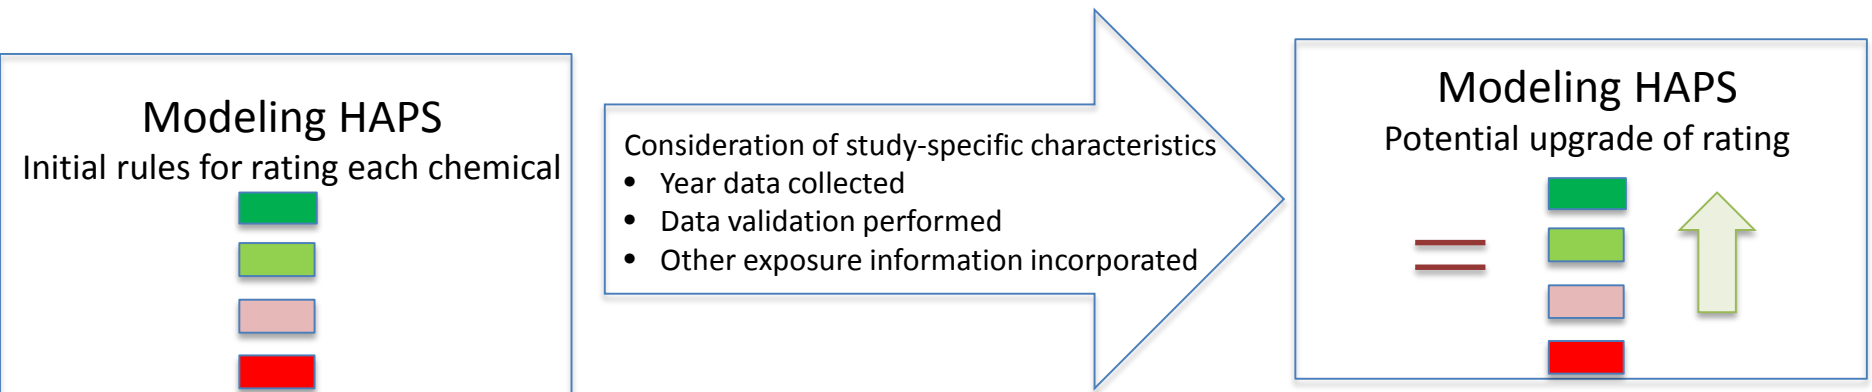 Modeling HAPS
Initial rules for rating each chemical
Consideration of study-specific characteristics
• Year data collected
• Data validation performed
• Other exposure information incorporated
Modeling HAPS
Potential upgrade of rating